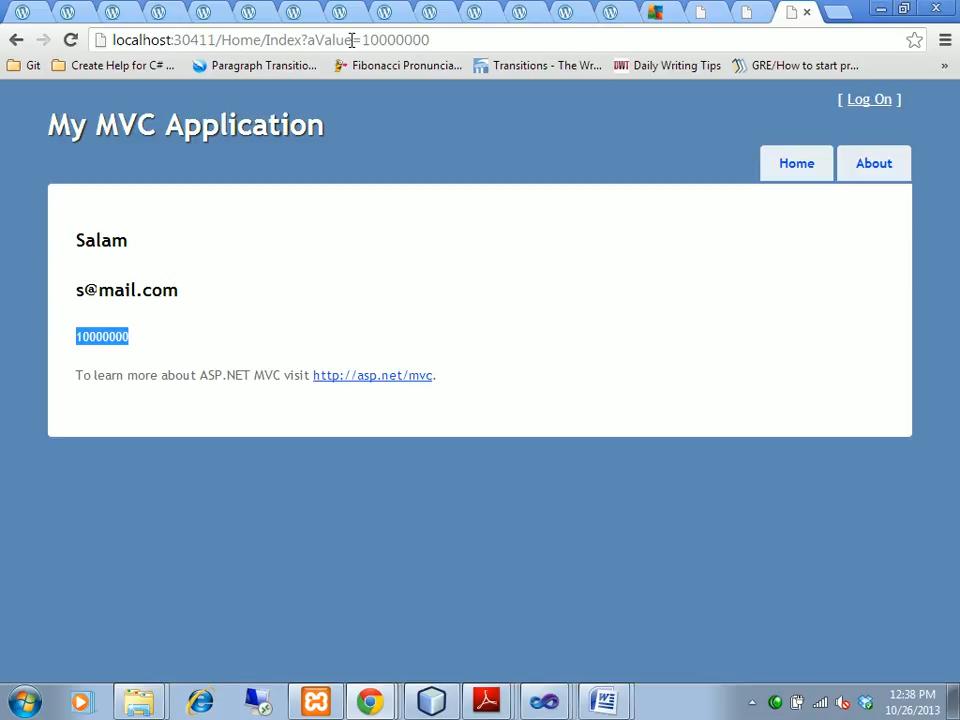 localhost:30411/Home/Index?aValue=10000000
Git Create Help for C# ... Paragraph Transitio... Fibonacci Pronuncia... Transitions - The Wr... DWT Daily Writing Tips GRE/How to start pr... »
[ Log On ]
My MVC Application
Home About
Salam
s@mail.com
10000000
To learn more about ASP.NET MVC visit http://asp.net/mvc.
12:38 PM
10/26/2013